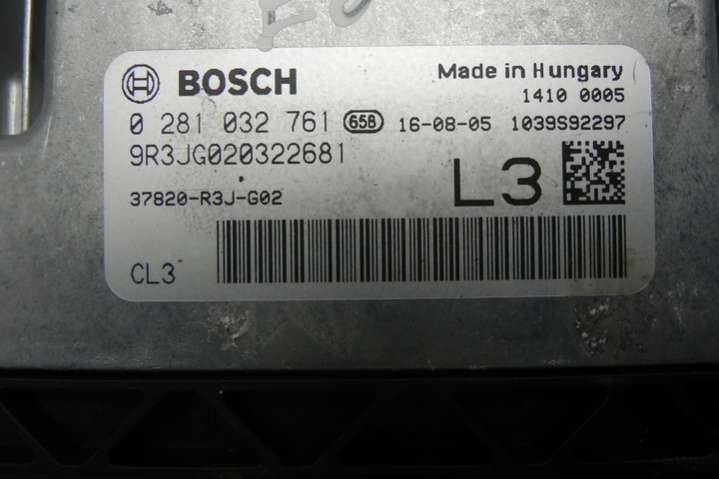 BOSCH
Made in Hungary
1410 0005
0 281 032 761 65B 16-08-05 1039S92297
9R3JG020322681
37820-R3J-G02
L3
CL3